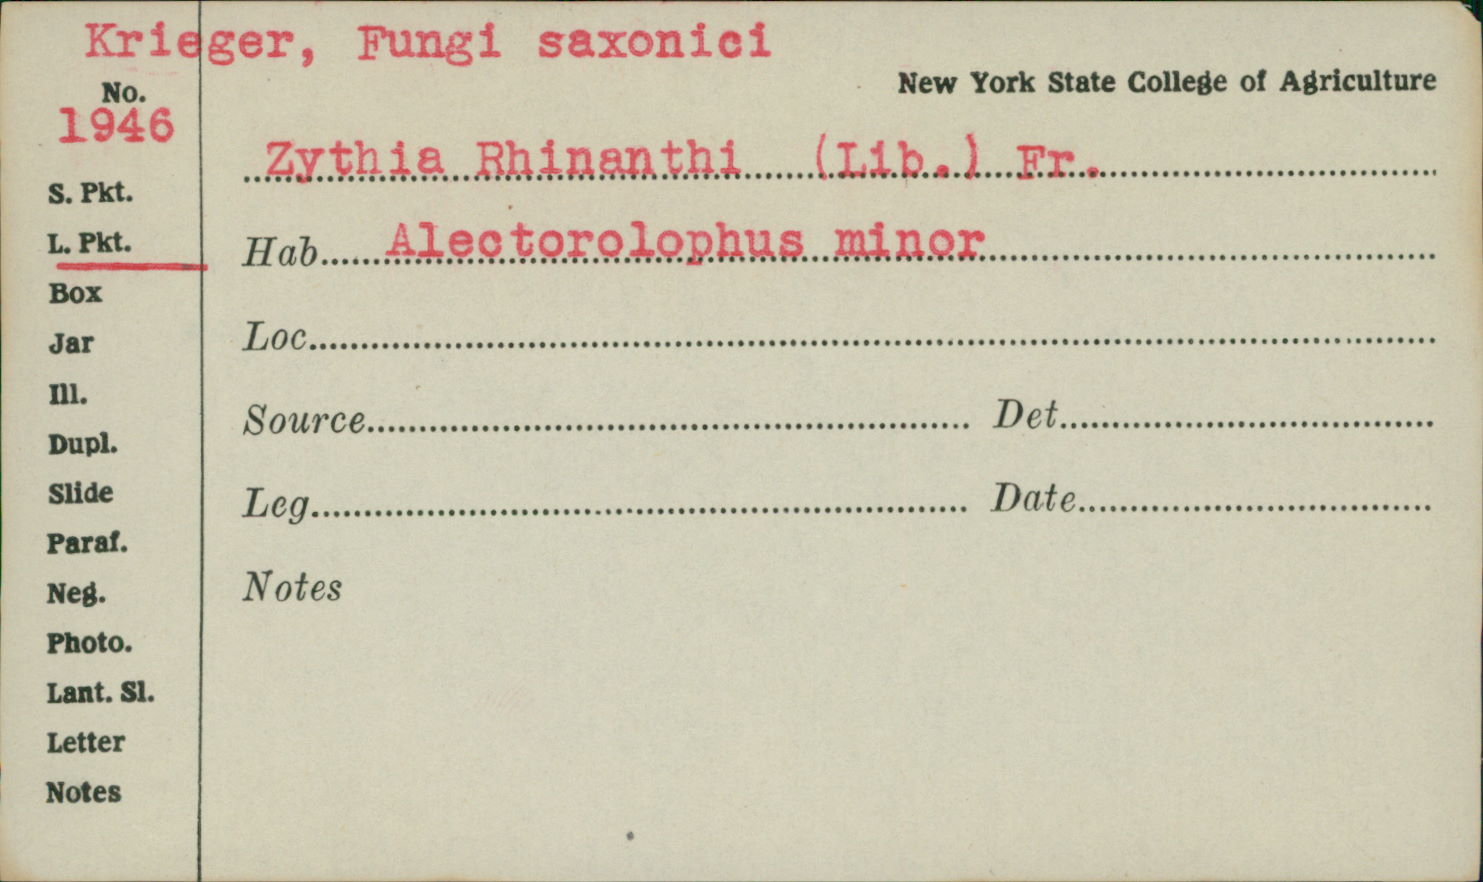 Krieger, Fungi saxonici
New York State College of Agriculture
No.
1946
Zythia Rhinanthi (Lib.) Fr.
S. Pkt.
L. Pkt.
Hab. Alectorolophus minor
Box
Jar
Loc.
Ill.
Source Det.
Dupl.
Slide
Leg. Date
Paraf.
Neg.
Notes
Photo.
Lant. Sl.
Letter
Notes